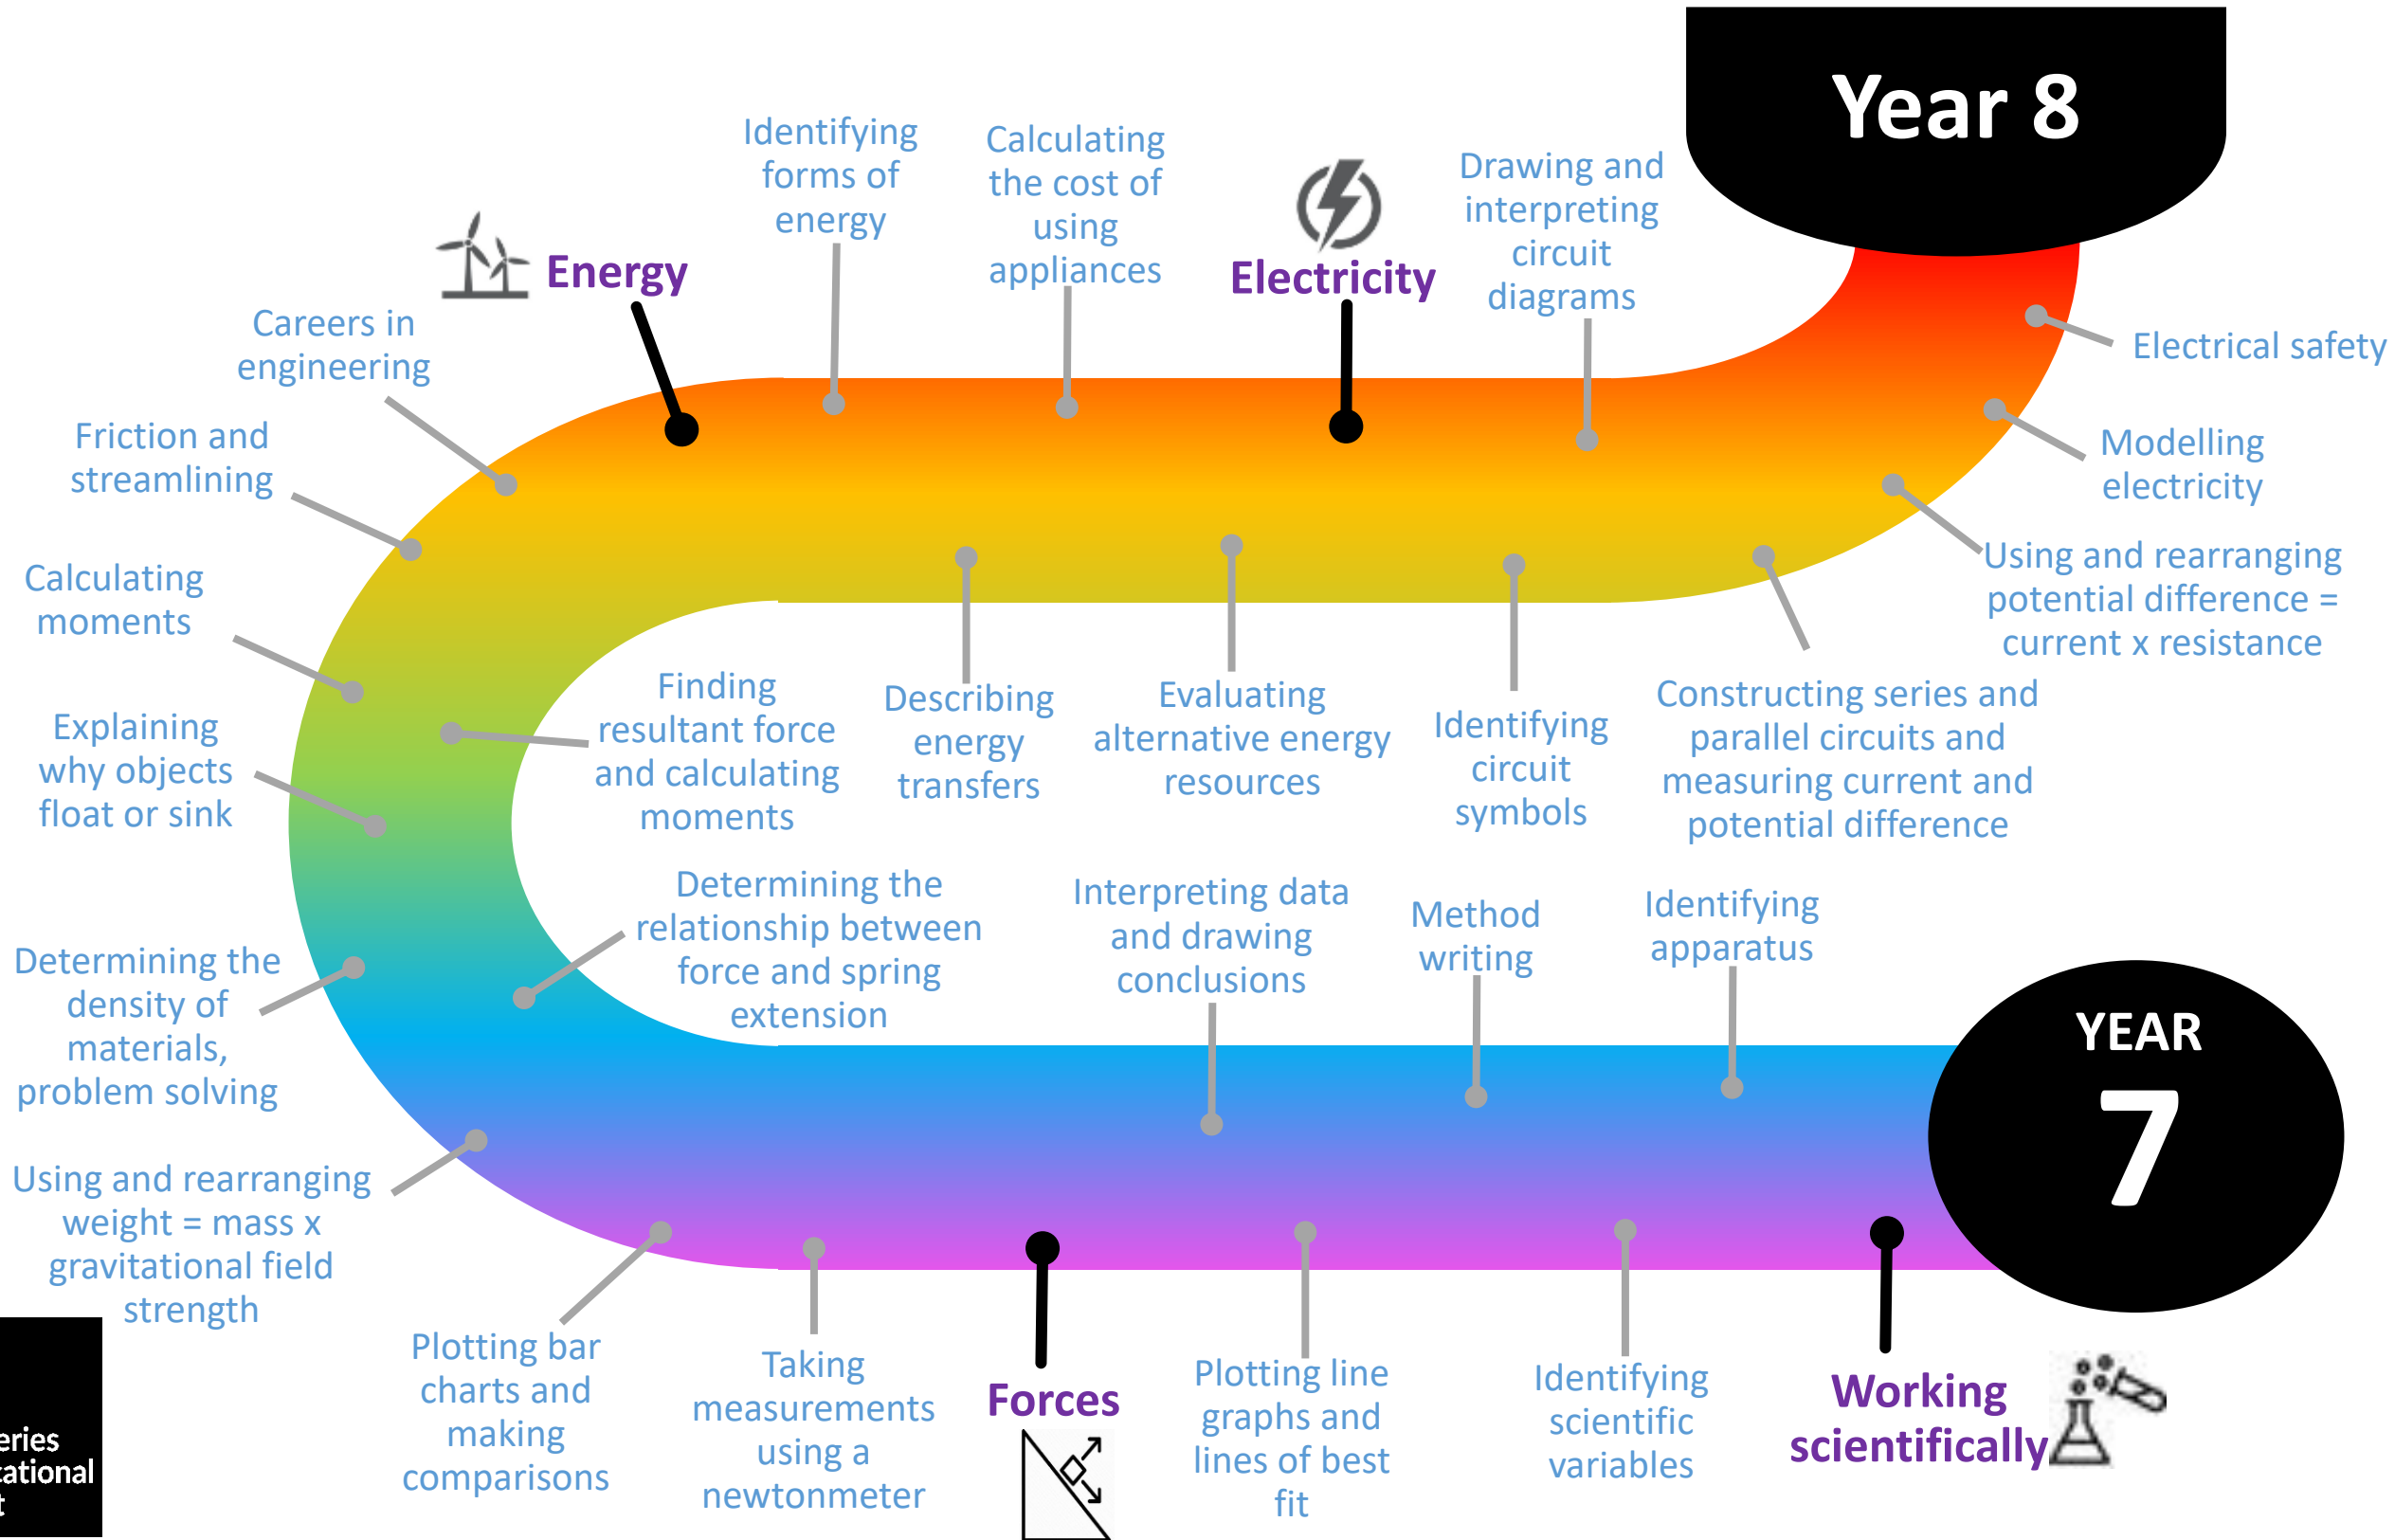 Year 8
Identifying
forms of
energy
Calculating
the cost of
using
appliances
Drawing and
interpreting
circuit
diagrams
Energy
Electricity
Careers in
engineering
Electrical safety
Friction and
streamlining
Modelling
electricity
Calculating
moments
Using and rearranging
potential difference =
current x resistance
Explaining
why objects
float or sink
Finding
resultant force
and calculating
moments
Describing
energy
transfers
Evaluating
alternative energy
resources
Identifying
circuit
symbols
Constructing series and
parallel circuits and
measuring current and
potential difference
Determining the
relationship between
force and spring
extension
Interpreting data
and drawing
conclusions
Method
writing
Identifying
apparatus
Determining the
density of
materials,
problem solving
YEAR
7
Using and rearranging
weight = mass x
gravitational field
strength
Plotting bar
charts and
making
comparisons
Taking
measurements
using a
newtonmeter
Forces
Plotting line
graphs and
lines of best
fit
Identifying
scientific
variables
Working
scientifically